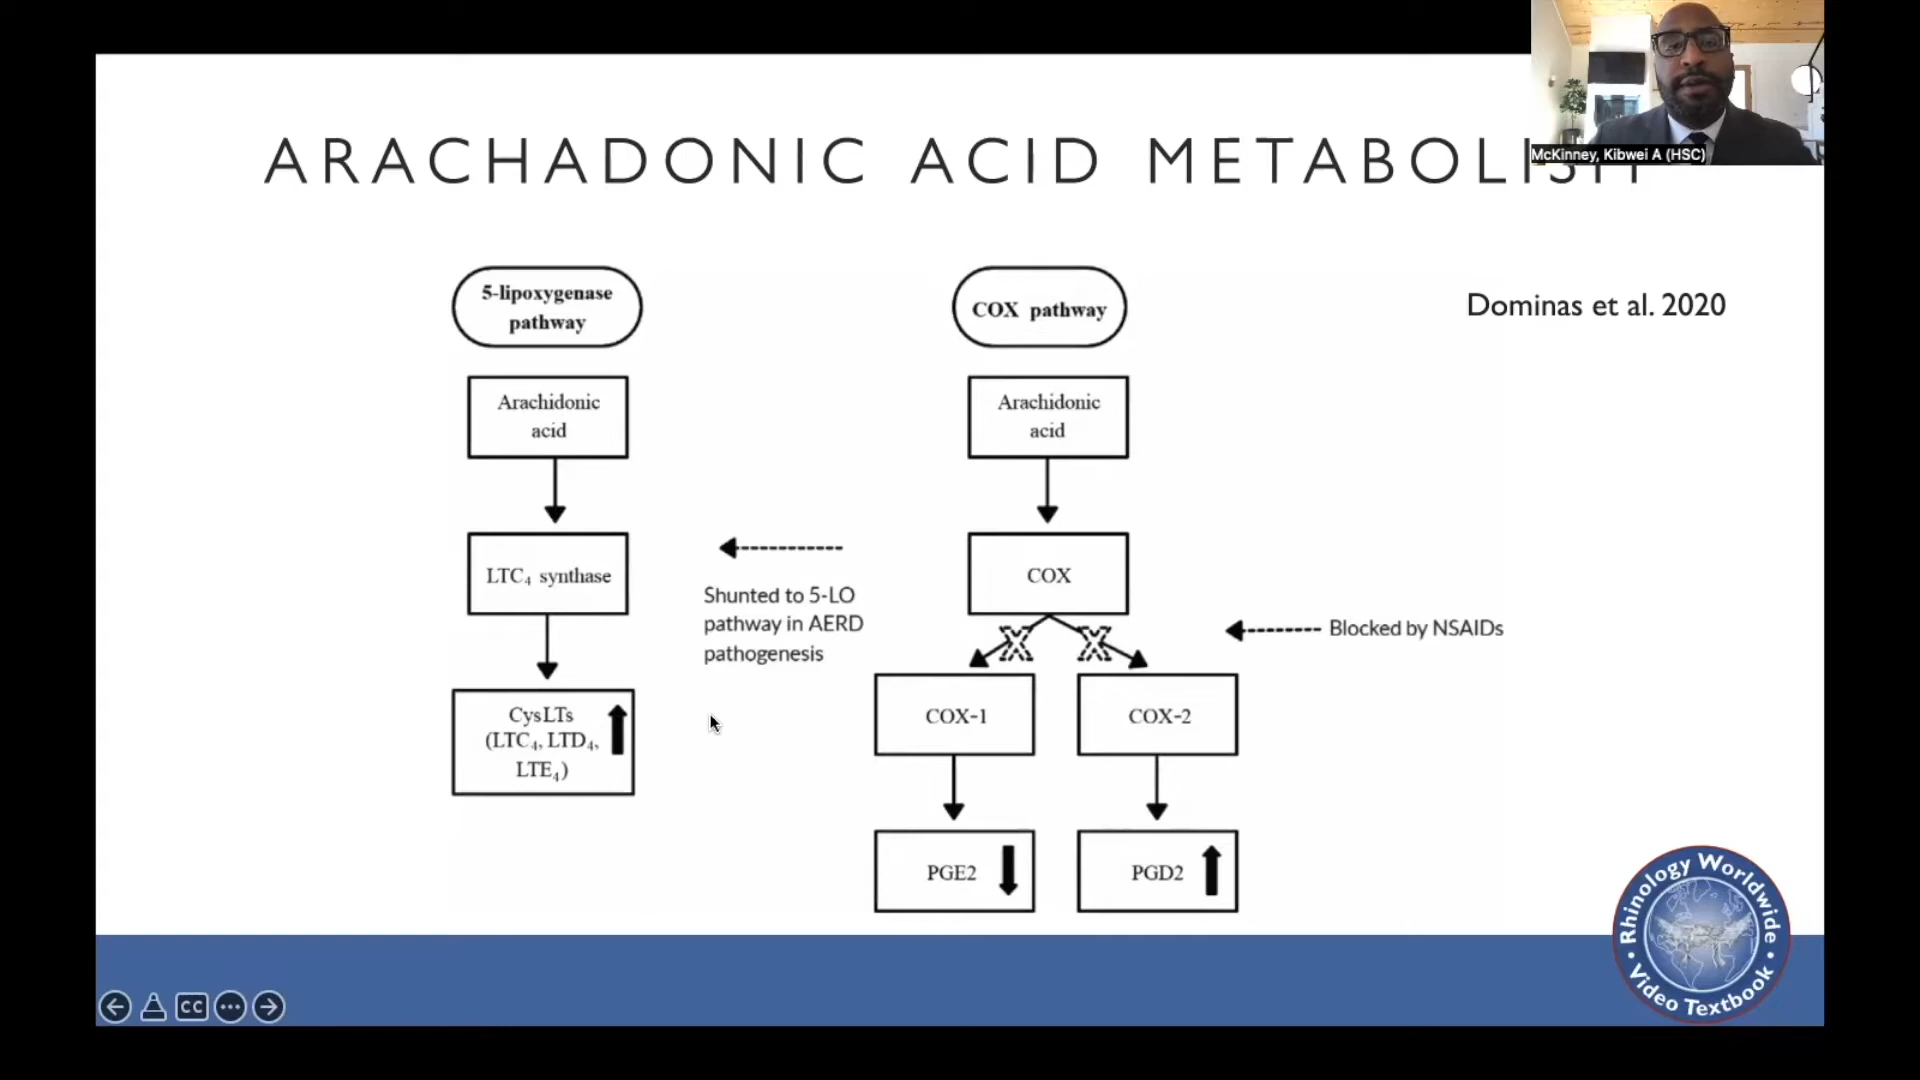 McKinney, Kibwei A (HSC)
ARACHADONIC ACID METABOLISM
5-lipoxygenase
pathway
COX pathway
Dominas et al. 2020
Arachidonic
acid
Arachidonic
acid
LTC₄ synthase
COX
Shunted to 5-LO
pathway in AERD
pathogenesis
Blocked by NSAIDs
X X
CysLTs
(LTC₄, LTD₄,
LTE₄)
COX-1
COX-2
PGE2
PGD2
Rhinology Worldwide
• Video Textbook •
CC